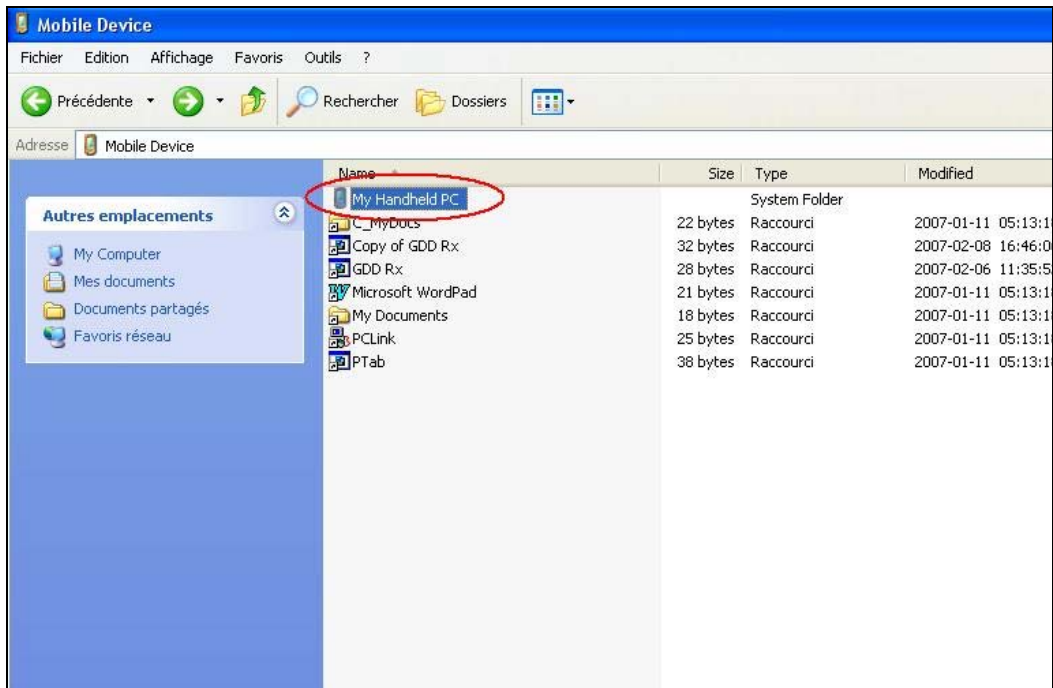 Mobile Device
Fichier Edition Affichage Favoris Outils ?
Précédente Rechercher Dossiers
Adresse Mobile Device
Name Size Type Modified
Autres emplacements
My Computer
Mes documents
Documents partagés
Favoris réseau
My Handheld PC System Folder
C_MyDocs 22 bytes Raccourci 2007-01-11 05:13:1
Copy of GDD Rx 32 bytes Raccourci 2007-02-08 16:46:0
GDD Rx 28 bytes Raccourci 2007-02-06 11:35:5
Microsoft WordPad 21 bytes Raccourci 2007-01-11 05:13:1
My Documents 18 bytes Raccourci 2007-01-11 05:13:1
PCLink 25 bytes Raccourci 2007-01-11 05:13:1
PTab 38 bytes Raccourci 2007-01-11 05:13:1